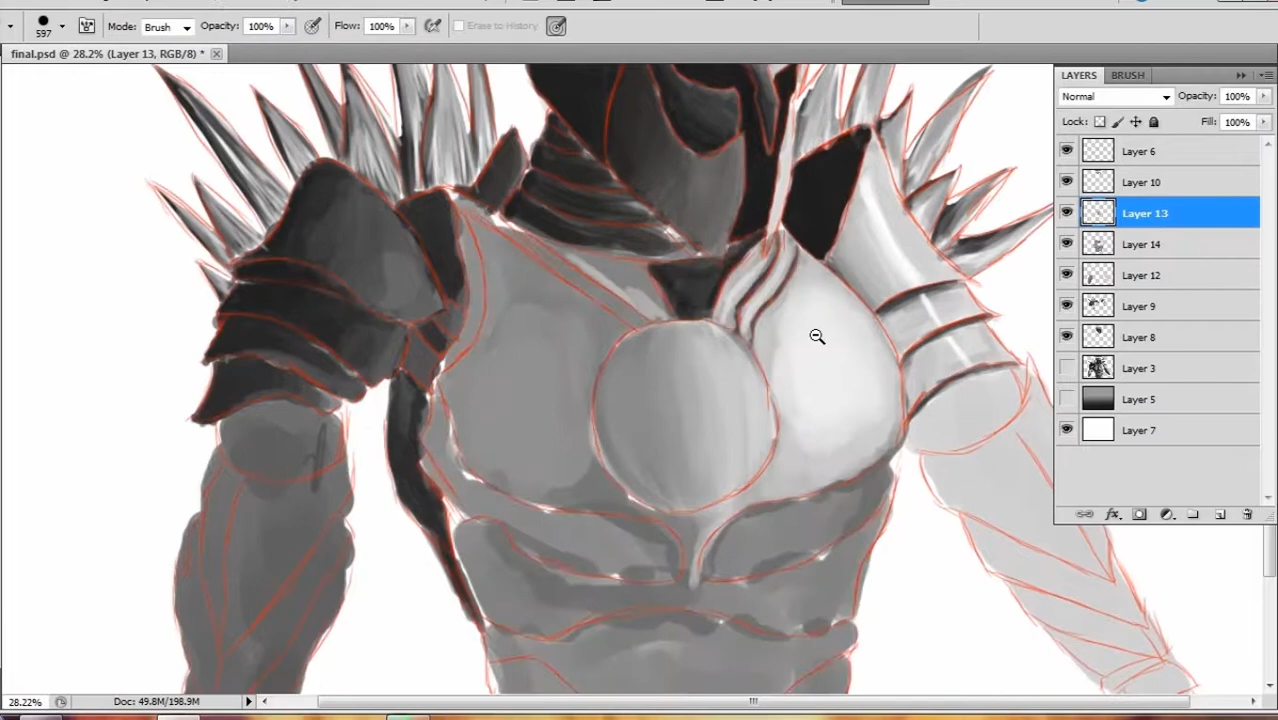 597
Mode: Brush
Opacity: 100%
Flow: 100%
Erase to History
final.psd @ 28.2% (Layer 13, RGB/8) *
LAYERS BRUSH
Normal
Opacity: 100%
Lock:
Fill: 100%
Layer 6
Layer 10
Layer 13
Layer 14
Layer 12
Layer 9
Layer 8
Layer 3
Layer 5
Layer 7
fx
28.22%
Doc: 49.8M/198.9M